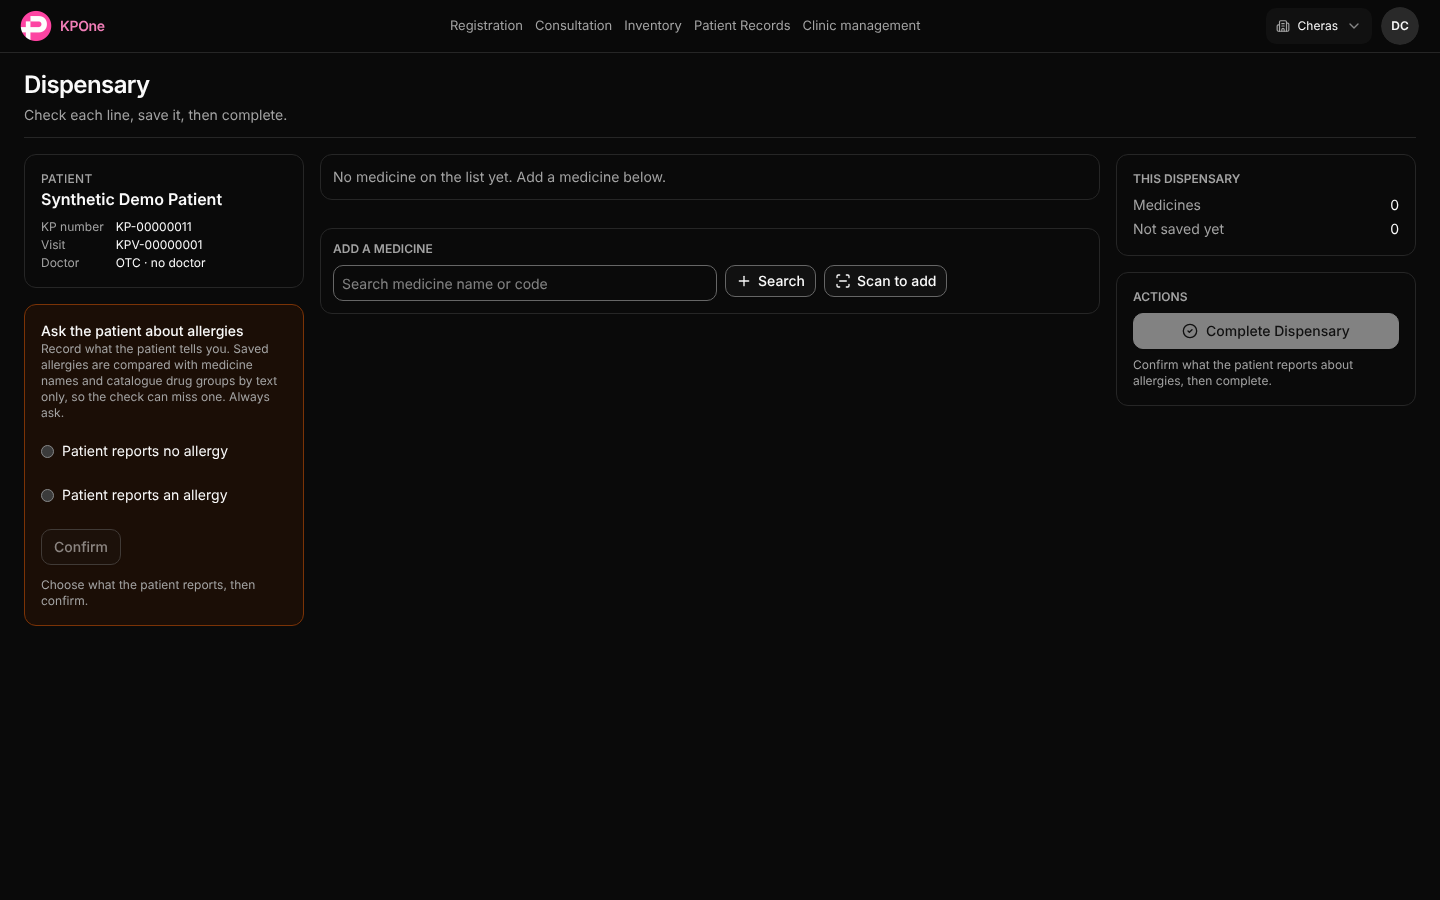 KPOne
Registration Consultation Inventory Patient Records Clinic management
Cheras
DC
Dispensary
Check each line, save it, then complete.
PATIENT
Synthetic Demo Patient
KP number KP-00000011
Visit KPV-00000001
Doctor OTC · no doctor
Ask the patient about allergies
Record what the patient tells you. Saved
allergies are compared with medicine
names and catalogue drug groups by text
only, so the check can miss one. Always
ask.
Patient reports no allergy
Patient reports an allergy
Confirm
Choose what the patient reports, then
confirm.
No medicine on the list yet. Add a medicine below.
ADD A MEDICINE
Search medicine name or code
Search
Scan to add
THIS DISPENSARY
Medicines 0
Not saved yet 0
ACTIONS
Complete Dispensary
Confirm what the patient reports about
allergies, then complete.